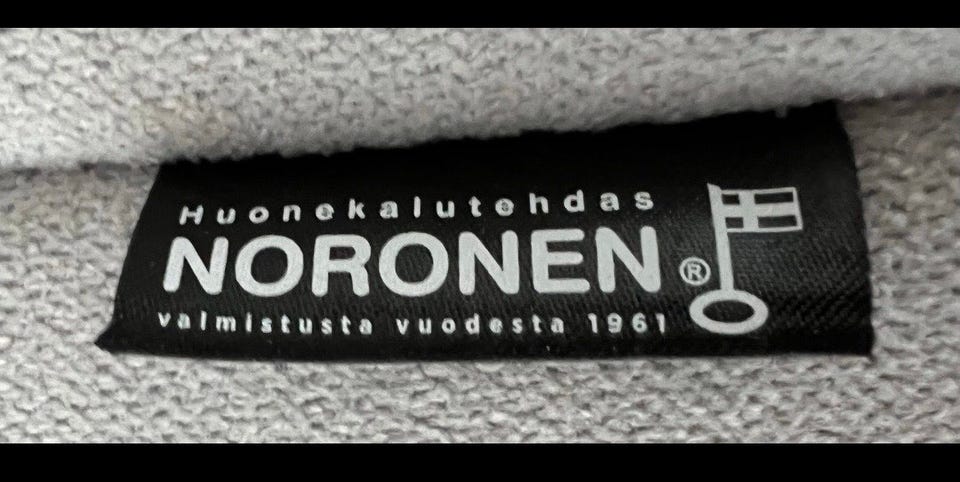 Huonekalutehdas
NORONEN®
valmistusta vuodesta 1961